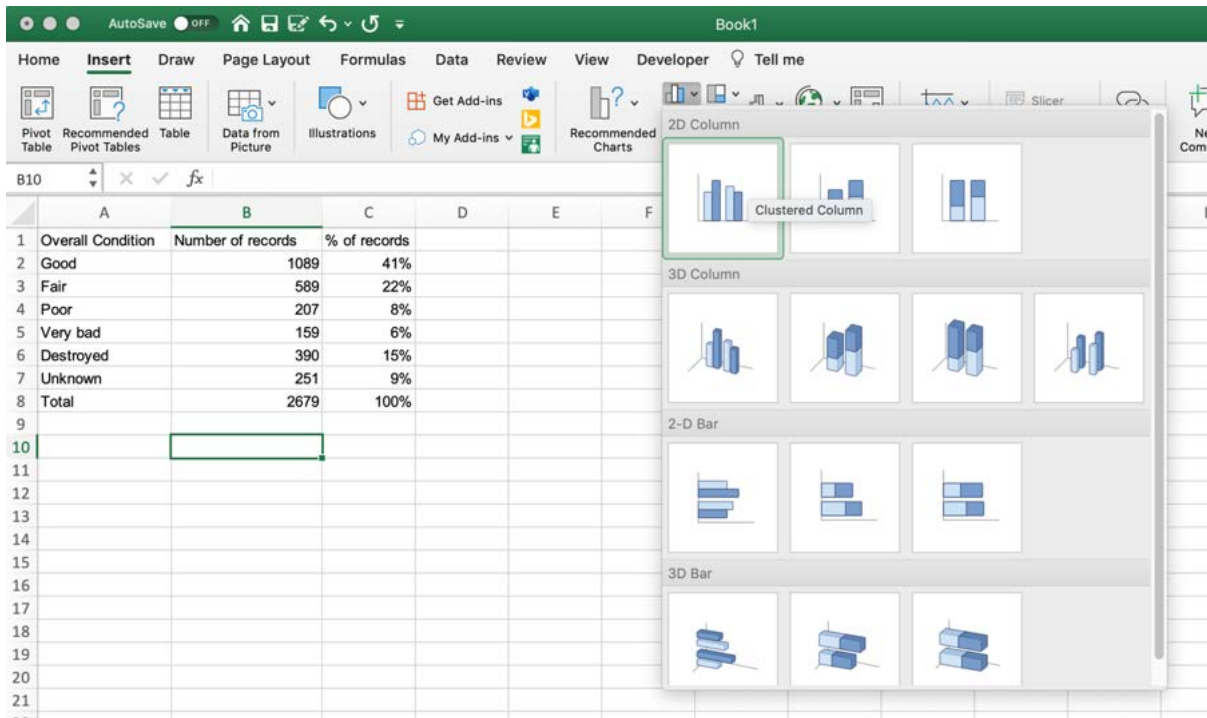 AutoSave OFF Book1
Home Insert Draw Page Layout Formulas Data Review View Developer Tell me
Get Add-ins Slicer
My Add-ins
Pivot Table Recommended Pivot Tables Table Data from Picture Illustrations Recommended Charts
B10 fx
2D Column
Clustered Column
3D Column
2-D Bar
3D Bar
A B C D E F
1 Overall Condition Number of records % of records
2 Good 1089 41%
3 Fair 589 22%
4 Poor 207 8%
5 Very bad 159 6%
6 Destroyed 390 15%
7 Unknown 251 9%
8 Total 2679 100%
9
10
11
12
13
14
15
16
17
18
19
20
21